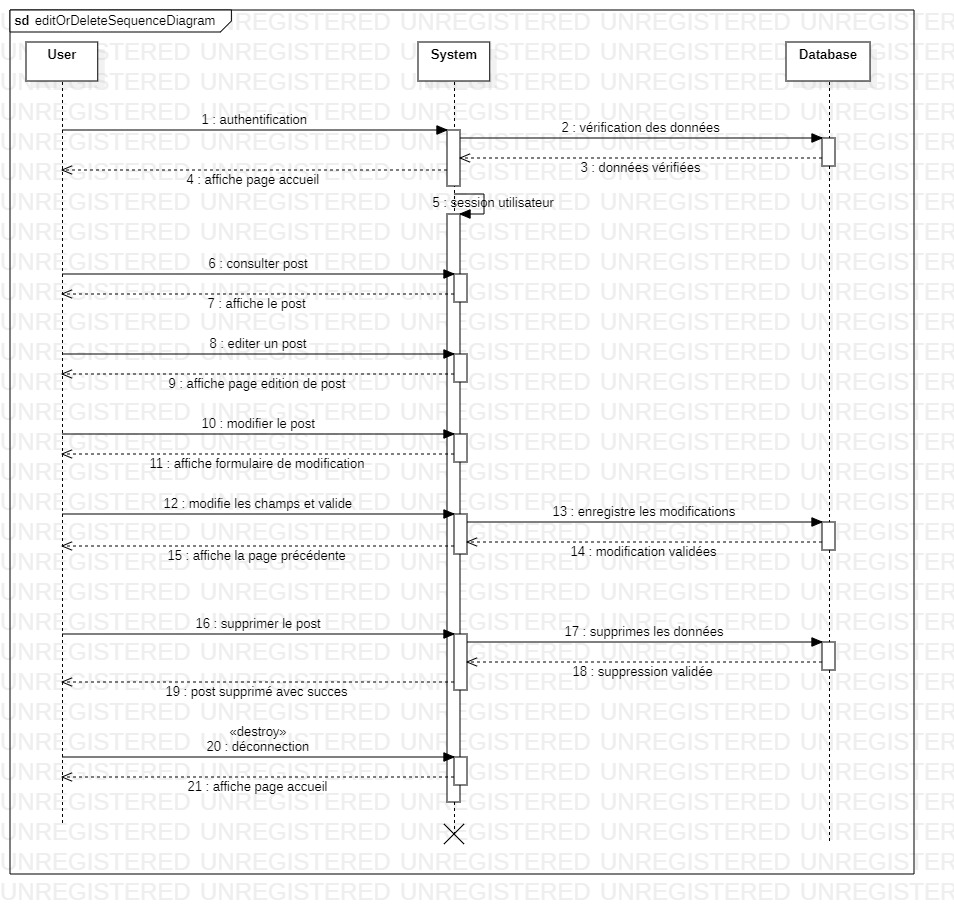 sd editOrDeleteSequenceDiagram
User
System
Database
1 : authentification
2 : vérification des données
3 : données vérifiées
4 : affiche page accueil
5 : session utilisateur
6 : consulter post
7 : affiche le post
8 : editer un post
9 : affiche page edition de post
10 : modifier le post
11 : affiche formulaire de modification
12 : modifie les champs et valide
13 : enregistre les modifications
14 : modification validées
15 : affiche la page précédente
16 : supprimer le post
17 : supprimes les données
18 : suppression validée
19 : post supprimé avec succes
«destroy»
20 : déconnection
21 : affiche page accueil
UNREGISTERED UNREGISTERED UNREGISTERED UNREGISTERED UNREGISTERED